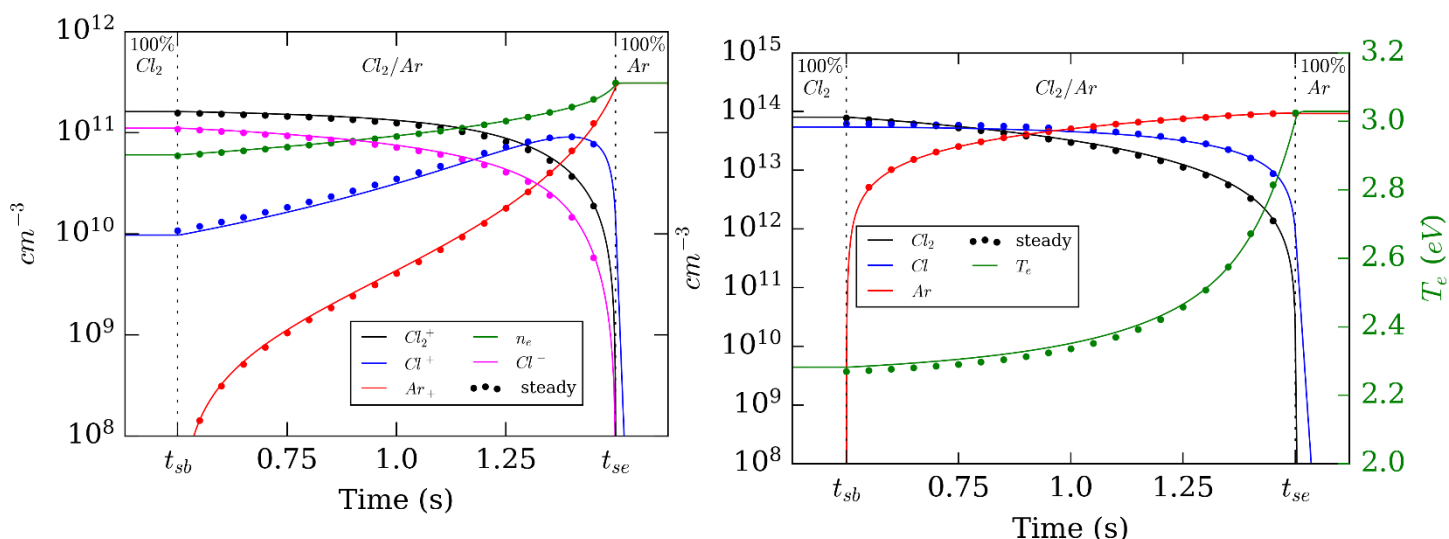 10^12
100%
Cl_2
Cl_2/Ar
100%
Ar
10^11
10^10
10^9
10^8
cm^-3
Cl_2^+
Cl^+
Ar_+
n_e
Cl^-
steady
t_sb
0.75
1.0
1.25
t_se
Time (s)
10^15
100%
Cl_2
Cl_2/Ar
100%
Ar
10^14
10^13
10^12
10^11
10^10
10^9
10^8
cm^-3
Cl_2
Cl
Ar
steady
T_e
3.2
3.0
2.8
2.6
2.4
2.2
2.0
T_e (eV)
t_sb
0.75
1.0
1.25
t_se
Time (s)